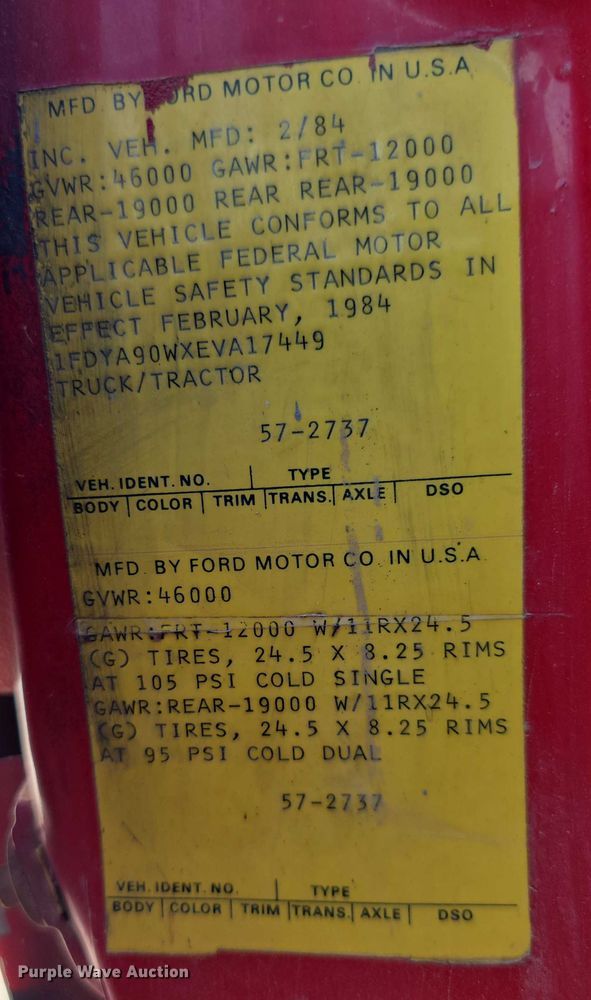 MFD. BY FORD MOTOR CO. IN U.S.A.
INC. VEH. MFD: 2/84
GVWR:46000 GAWR:FRT-12000
REAR-19000 REAR REAR-19000
THIS VEHICLE CONFORMS TO ALL
APPLICABLE FEDERAL MOTOR
VEHICLE SAFETY STANDARDS IN
EFFECT FEBRUARY, 1984
1FDYA90WXEVA17449
TRUCK/TRACTOR
57-2737
VEH. IDENT. NO. | TYPE
BODY | COLOR | TRIM | TRANS. | AXLE | DSO
MFD. BY FORD MOTOR CO. IN U.S.A.
GVWR:46000
GAWR:FRT-12000 W/11RX24.5
(G) TIRES, 24.5 X 8.25 RIMS
AT 105 PSI COLD SINGLE
GAWR:REAR-19000 W/11RX24.5
(G) TIRES, 24.5 X 8.25 RIMS
AT 95 PSI COLD DUAL
57-2737
VEH. IDENT. NO. | TYPE
BODY | COLOR | TRIM | TRANS. | AXLE | DSO
Purple Wave Auction